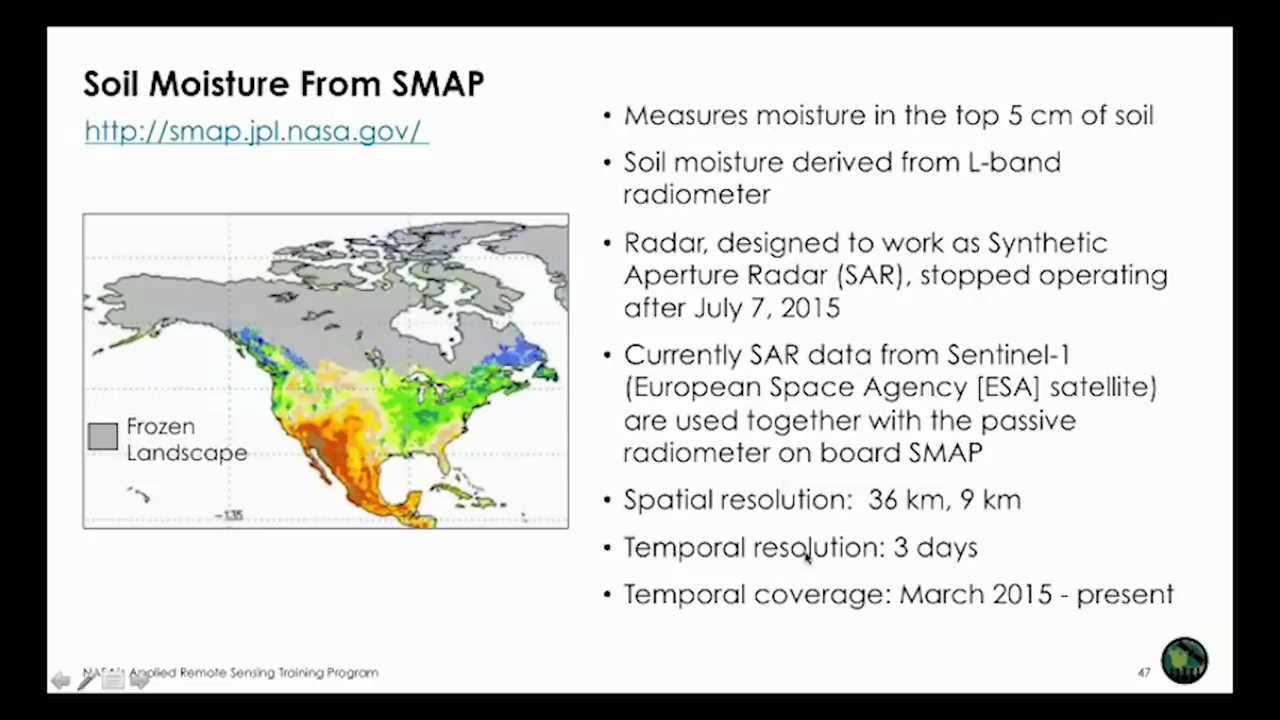 Soil Moisture From SMAP
http://smap.jpl.nasa.gov/
• Measures moisture in the top 5 cm of soil
• Soil moisture derived from L-band
radiometer
• Radar, designed to work as Synthetic
Aperture Radar (SAR), stopped operating
after July 7, 2015
• Currently SAR data from Sentinel-1
(European Space Agency [ESA] satellite)
are used together with the passive
radiometer on board SMAP
• Spatial resolution:  36 km, 9 km
• Temporal resolution: 3 days
• Temporal coverage: March 2015 - present
Frozen
Landscape
-135
NASA's Applied Remote Sensing Training Program
47